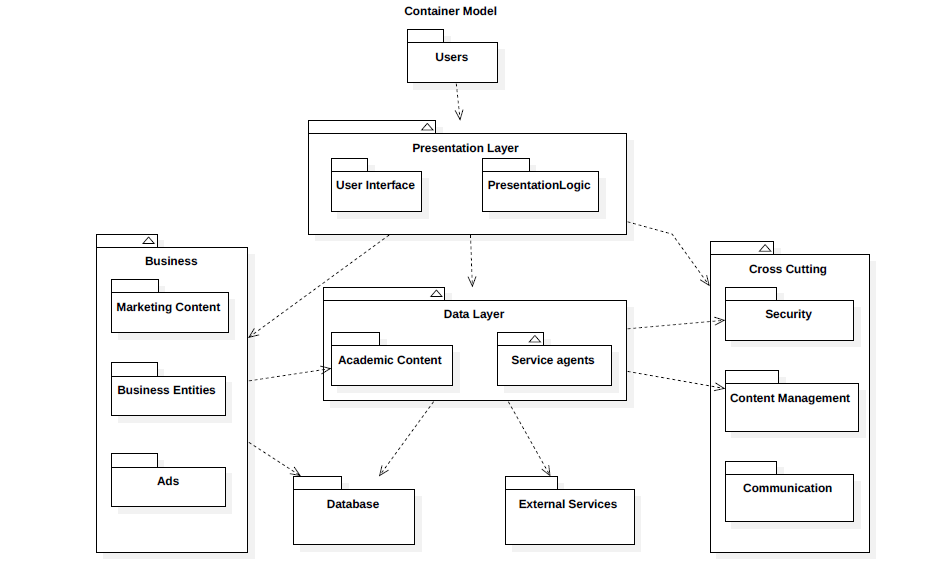 Container Model
Users
Presentation Layer
User Interface
PresentationLogic
Business
Marketing Content
Business Entities
Ads
Data Layer
Academic Content
Service agents
Cross Cutting
Security
Content Management
Communication
Database
External Services